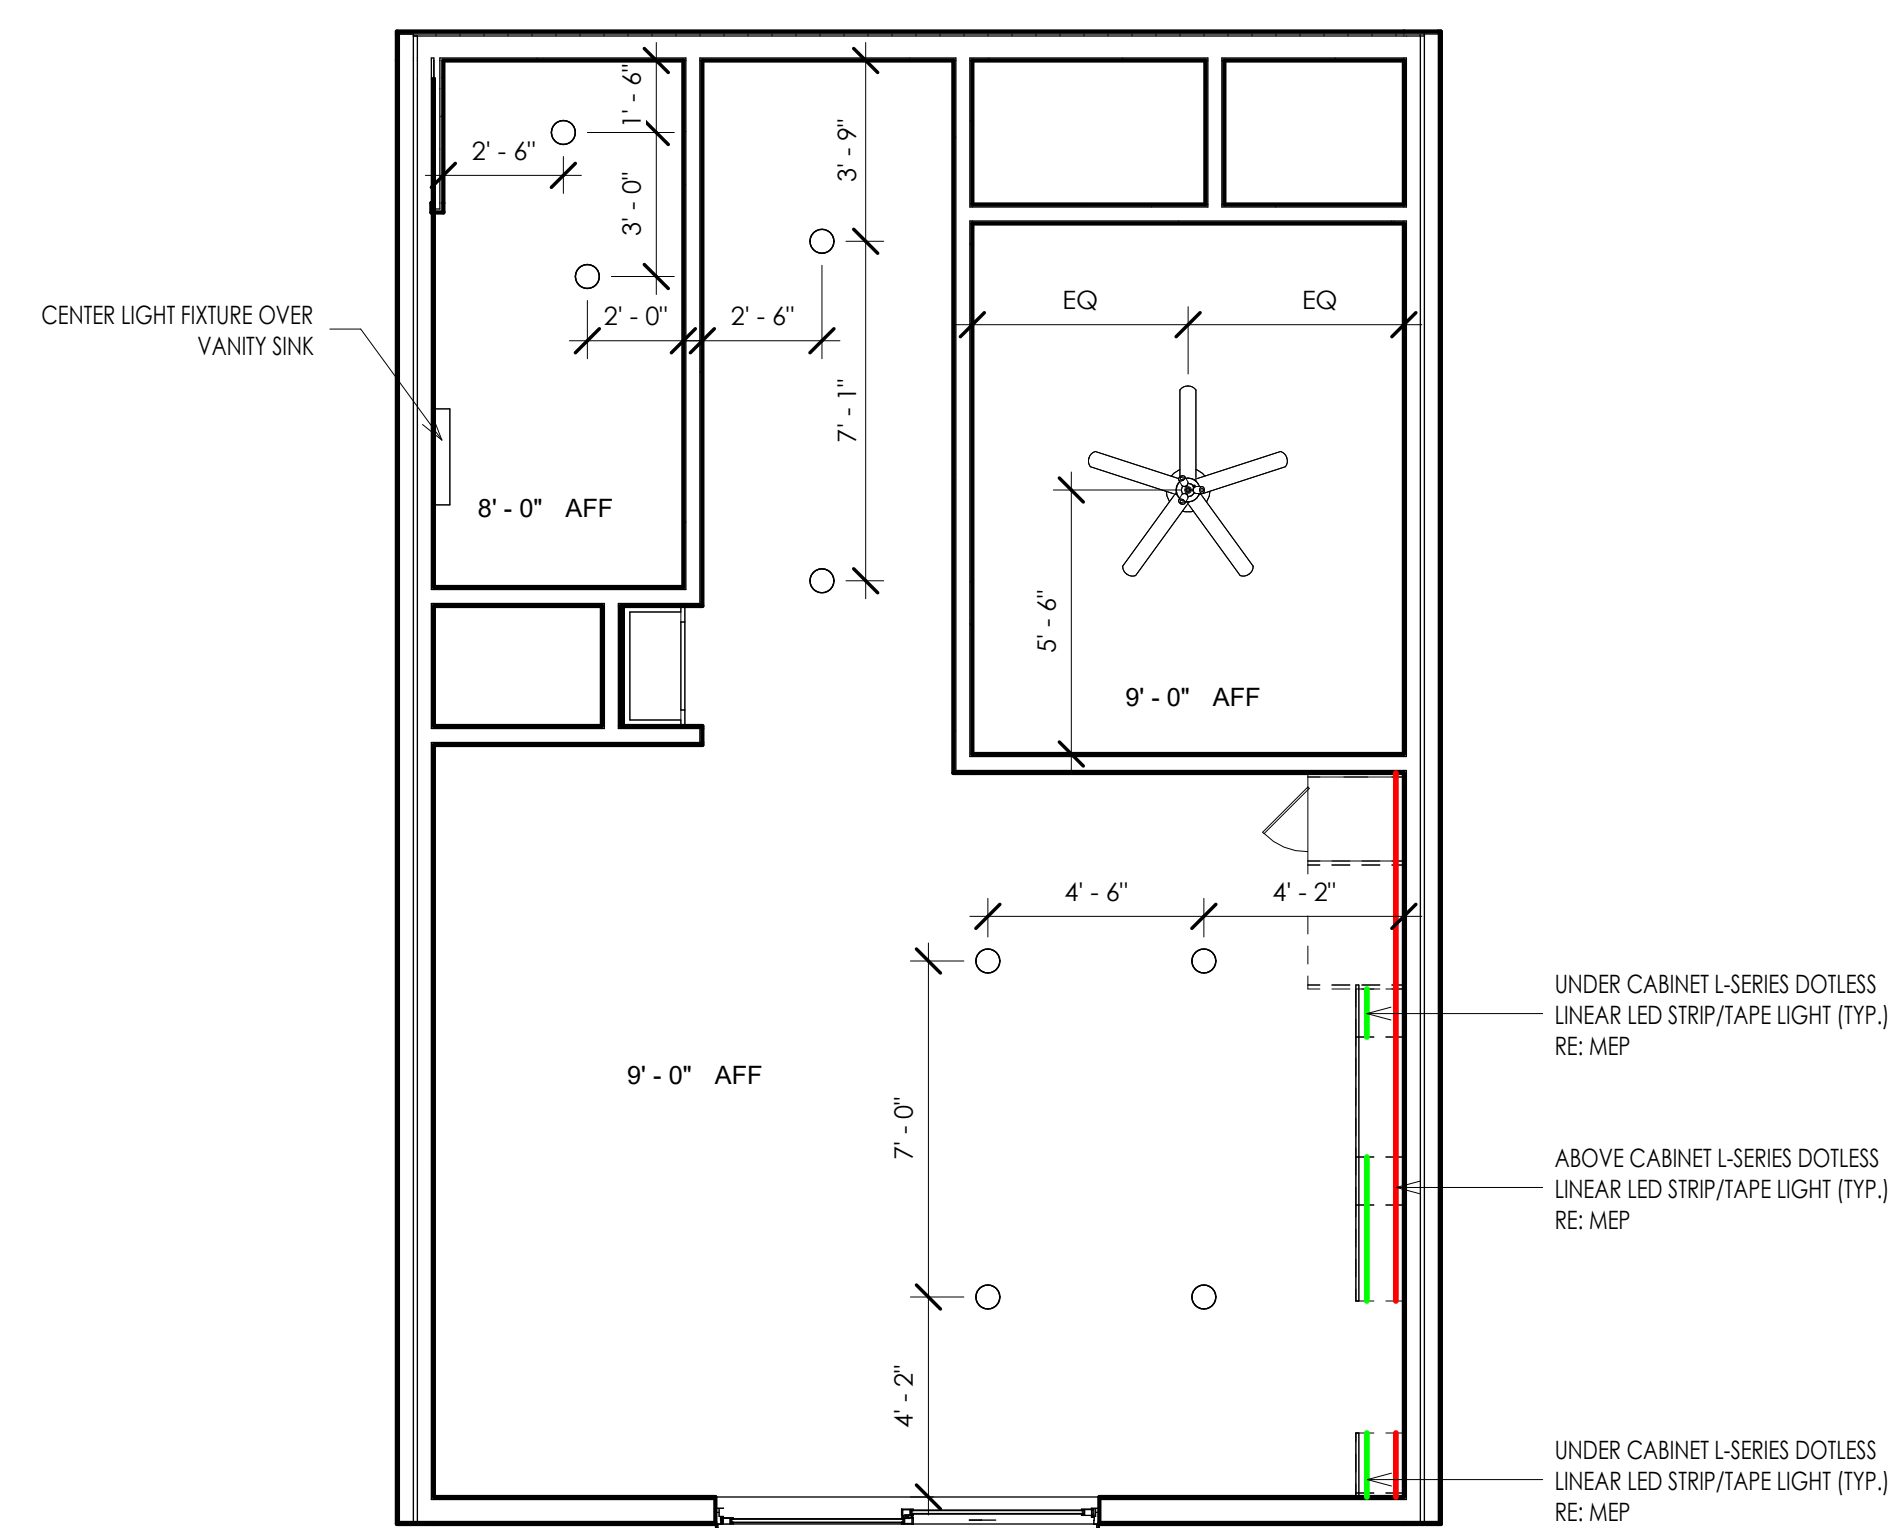 1' - 6"
2' - 6"
3' - 9"
3' - 0"
CENTER LIGHT FIXTURE OVER
VANITY SINK
2' - 0"
2' - 6"
EQ
EQ
7' - 1"
8' - 0" AFF
5' - 6"
9' - 0" AFF
4' - 6"
4' - 2"
UNDER CABINET L-SERIES DOTLESS
LINEAR LED STRIP/TAPE LIGHT (TYP.)
RE: MEP
9' - 0" AFF
7' - 0"
ABOVE CABINET L-SERIES DOTLESS
LINEAR LED STRIP/TAPE LIGHT (TYP.)
RE: MEP
4' - 2"
UNDER CABINET L-SERIES DOTLESS
LINEAR LED STRIP/TAPE LIGHT (TYP.)
RE: MEP